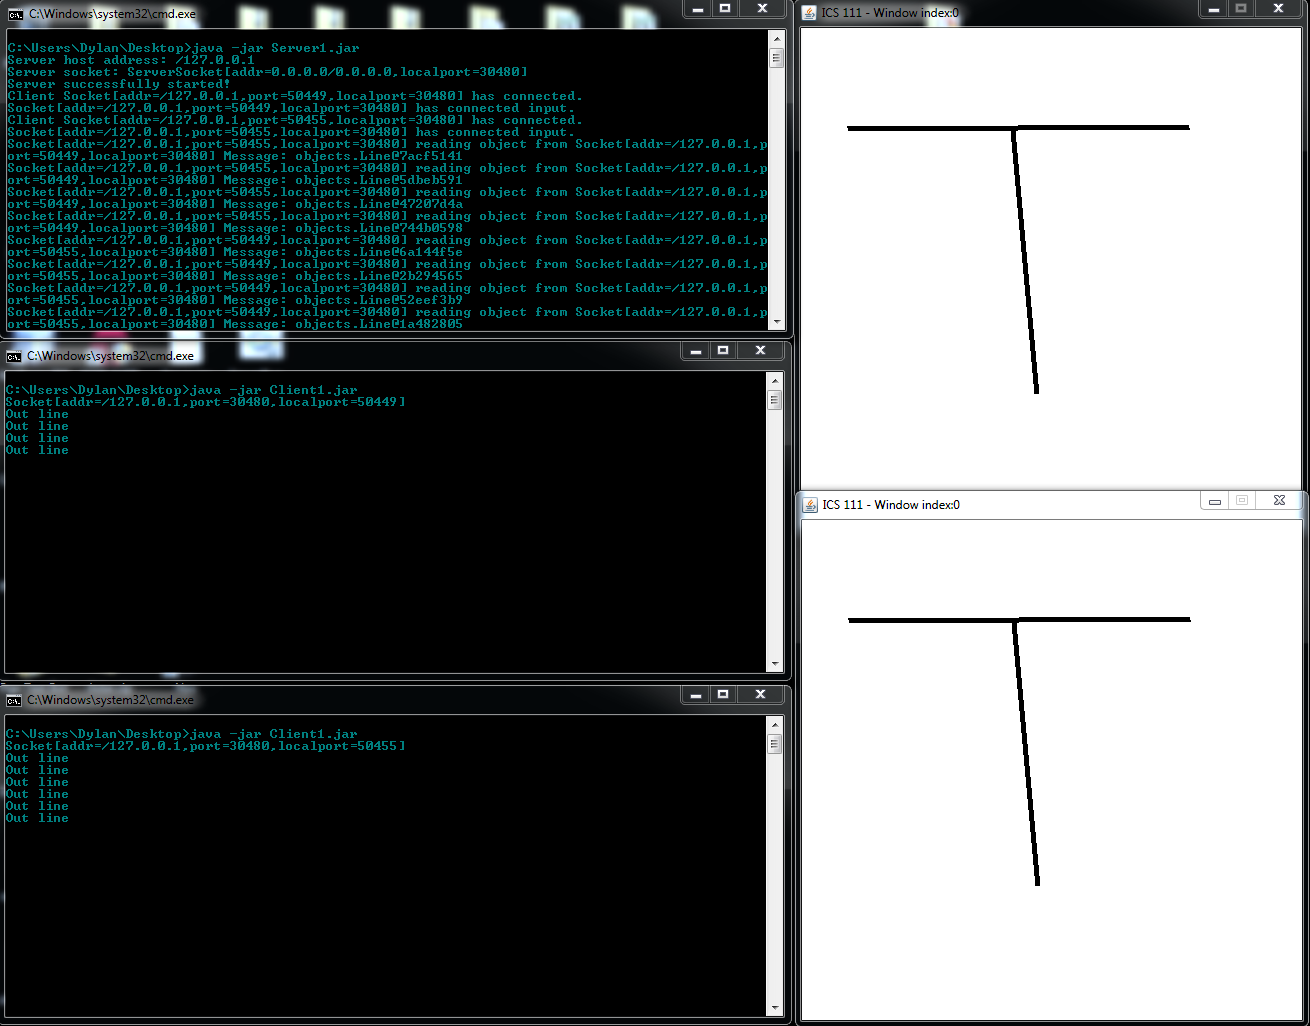 C:\Windows\system32\cmd.exe
C:\Users\Dylan\Desktop>java -jar Server1.jar
Server host address: /127.0.0.1
Server socket: ServerSocket[addr=0.0.0.0/0.0.0.0,localport=30480]
Server successfully started!
Client Socket[addr=/127.0.0.1,port=50449,localport=30480] has connected.
Socket[addr=/127.0.0.1,port=50449,localport=30480] has connected input.
Client Socket[addr=/127.0.0.1,port=50455,localport=30480] has connected.
Socket[addr=/127.0.0.1,port=50455,localport=30480] has connected input.
Socket[addr=/127.0.0.1,port=50455,localport=30480] reading object from Socket[addr=/127.0.0.1,p
ort=50449,localport=30480] Message: objects.Line@7acf5141
Socket[addr=/127.0.0.1,port=50455,localport=30480] reading object from Socket[addr=/127.0.0.1,p
ort=50449,localport=30480] Message: objects.Line@5dbeb591
Socket[addr=/127.0.0.1,port=50455,localport=30480] reading object from Socket[addr=/127.0.0.1,p
ort=50449,localport=30480] Message: objects.Line@47207d4a
Socket[addr=/127.0.0.1,port=50455,localport=30480] reading object from Socket[addr=/127.0.0.1,p
ort=50449,localport=30480] Message: objects.Line@744b0598
Socket[addr=/127.0.0.1,port=50449,localport=30480] reading object from Socket[addr=/127.0.0.1,p
ort=50455,localport=30480] Message: objects.Line@6a144f5e
Socket[addr=/127.0.0.1,port=50449,localport=30480] reading object from Socket[addr=/127.0.0.1,p
ort=50455,localport=30480] Message: objects.Line@2b294565
Socket[addr=/127.0.0.1,port=50449,localport=30480] reading object from Socket[addr=/127.0.0.1,p
ort=50455,localport=30480] Message: objects.Line@52eef3b9
Socket[addr=/127.0.0.1,port=50449,localport=30480] reading object from Socket[addr=/127.0.0.1,p
ort=50455,localport=30480] Message: objects.Line@1a482805
C:\Windows\system32\cmd.exe
C:\Users\Dylan\Desktop>java -jar Client1.jar
Socket[addr=/127.0.0.1,port=30480,localport=50449]
Out line
Out line
Out line
Out line
C:\Windows\system32\cmd.exe
C:\Users\Dylan\Desktop>java -jar Client1.jar
Socket[addr=/127.0.0.1,port=30480,localport=50455]
Out line
Out line
Out line
Out line
Out line
Out line
ICS 111 - Window index:0
ICS 111 - Window index:0